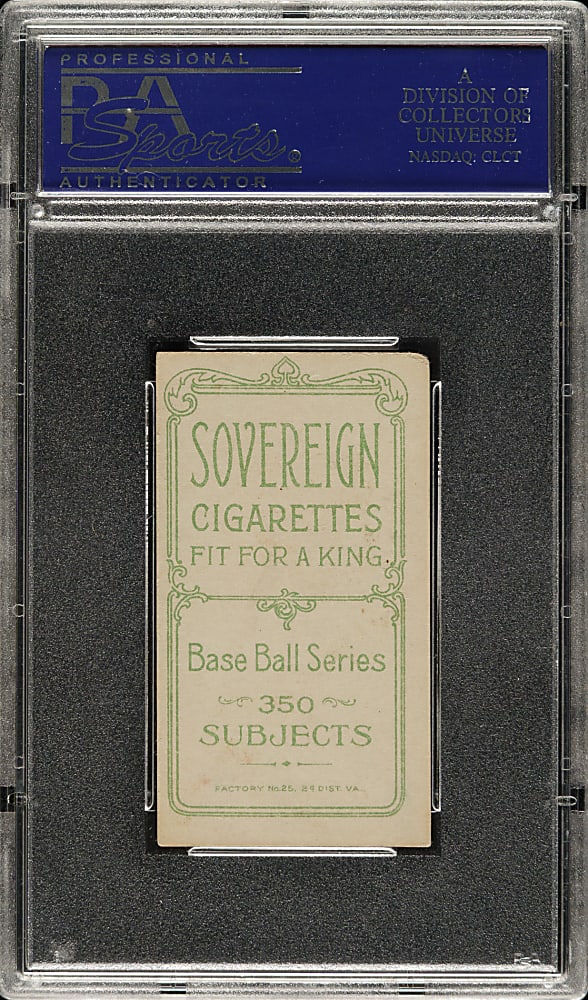 PROFESSIONAL
PSA
Sports®
AUTHENTICATOR
A
DIVISION OF
COLLECTORS
UNIVERSE
NASDAQ: CLCT
SOVEREIGN
CIGARETTES
FIT FOR A KING.
Base Ball Series
350
SUBJECTS
FACTORY No. 25, 2d DIST. VA.
PSA